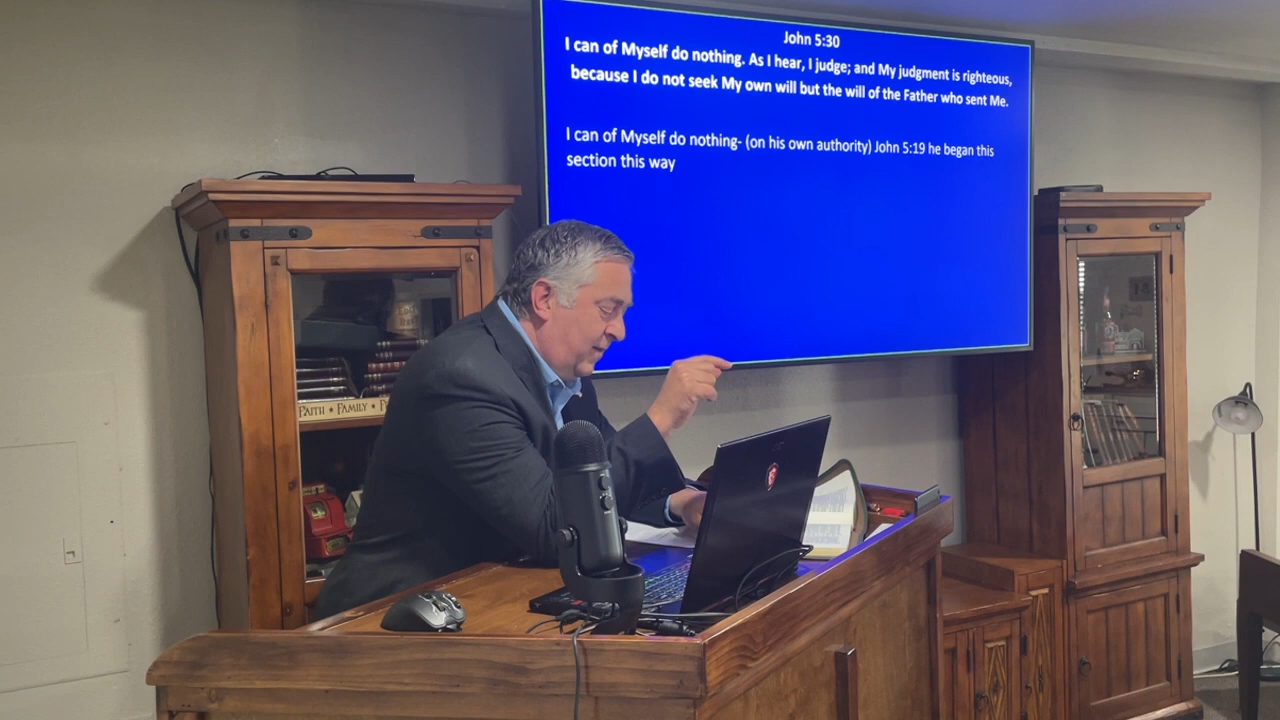 John 5:30
I can of Myself do nothing. As I hear, I judge; and My judgment is righteous,
because I do not seek My own will but the will of the Father who sent Me.
I can of Myself do nothing- (on his own authority) John 5:19 he began this
section this way
FAITH * FAMILY *